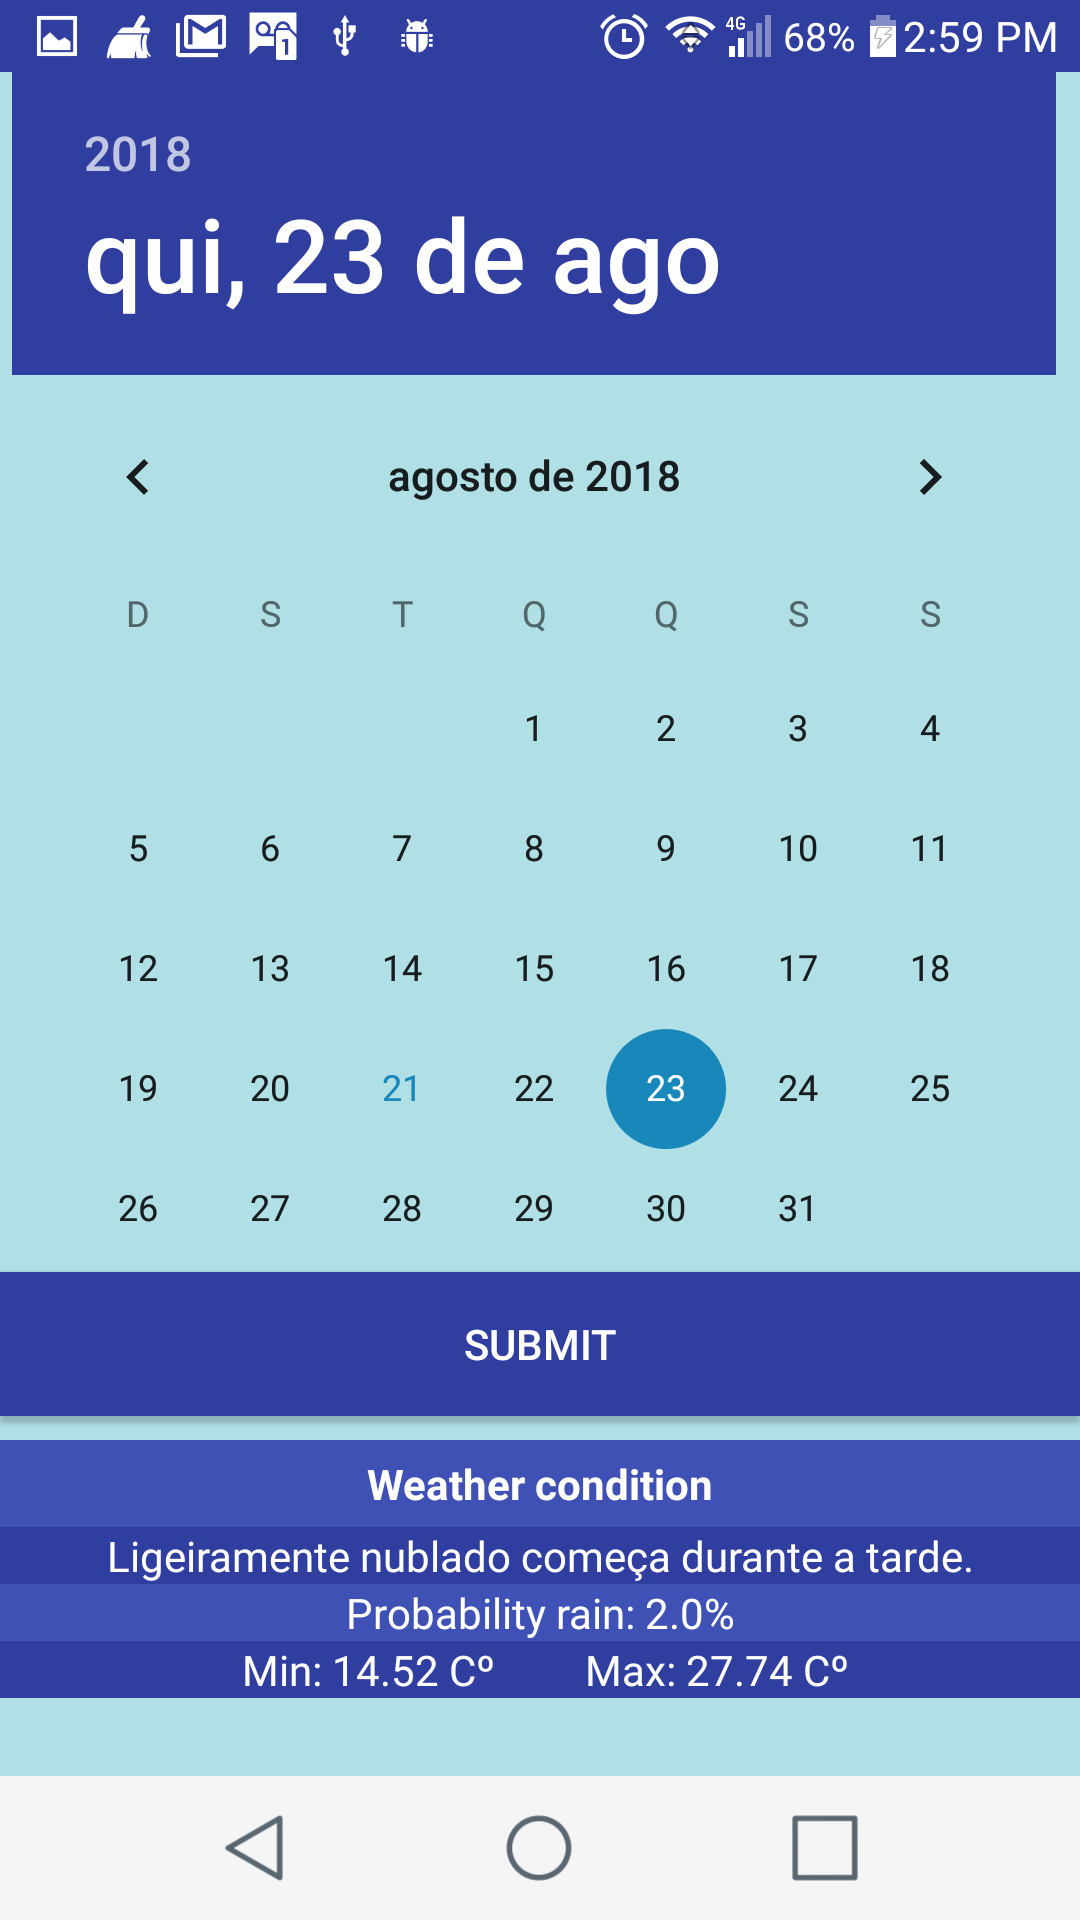 1 4G 68% 2:59 PM
2018
qui, 23 de ago
agosto de 2018
D S T Q Q S S
1 2 3 4
5 6 7 8 9 10 11
12 13 14 15 16 17 18
19 20 21 22 23 24 25
26 27 28 29 30 31
SUBMIT
Weather condition
Ligeiramente nublado começa durante a tarde.
Probability rain: 2.0%
Min: 14.52 Cº Max: 27.74 Cº